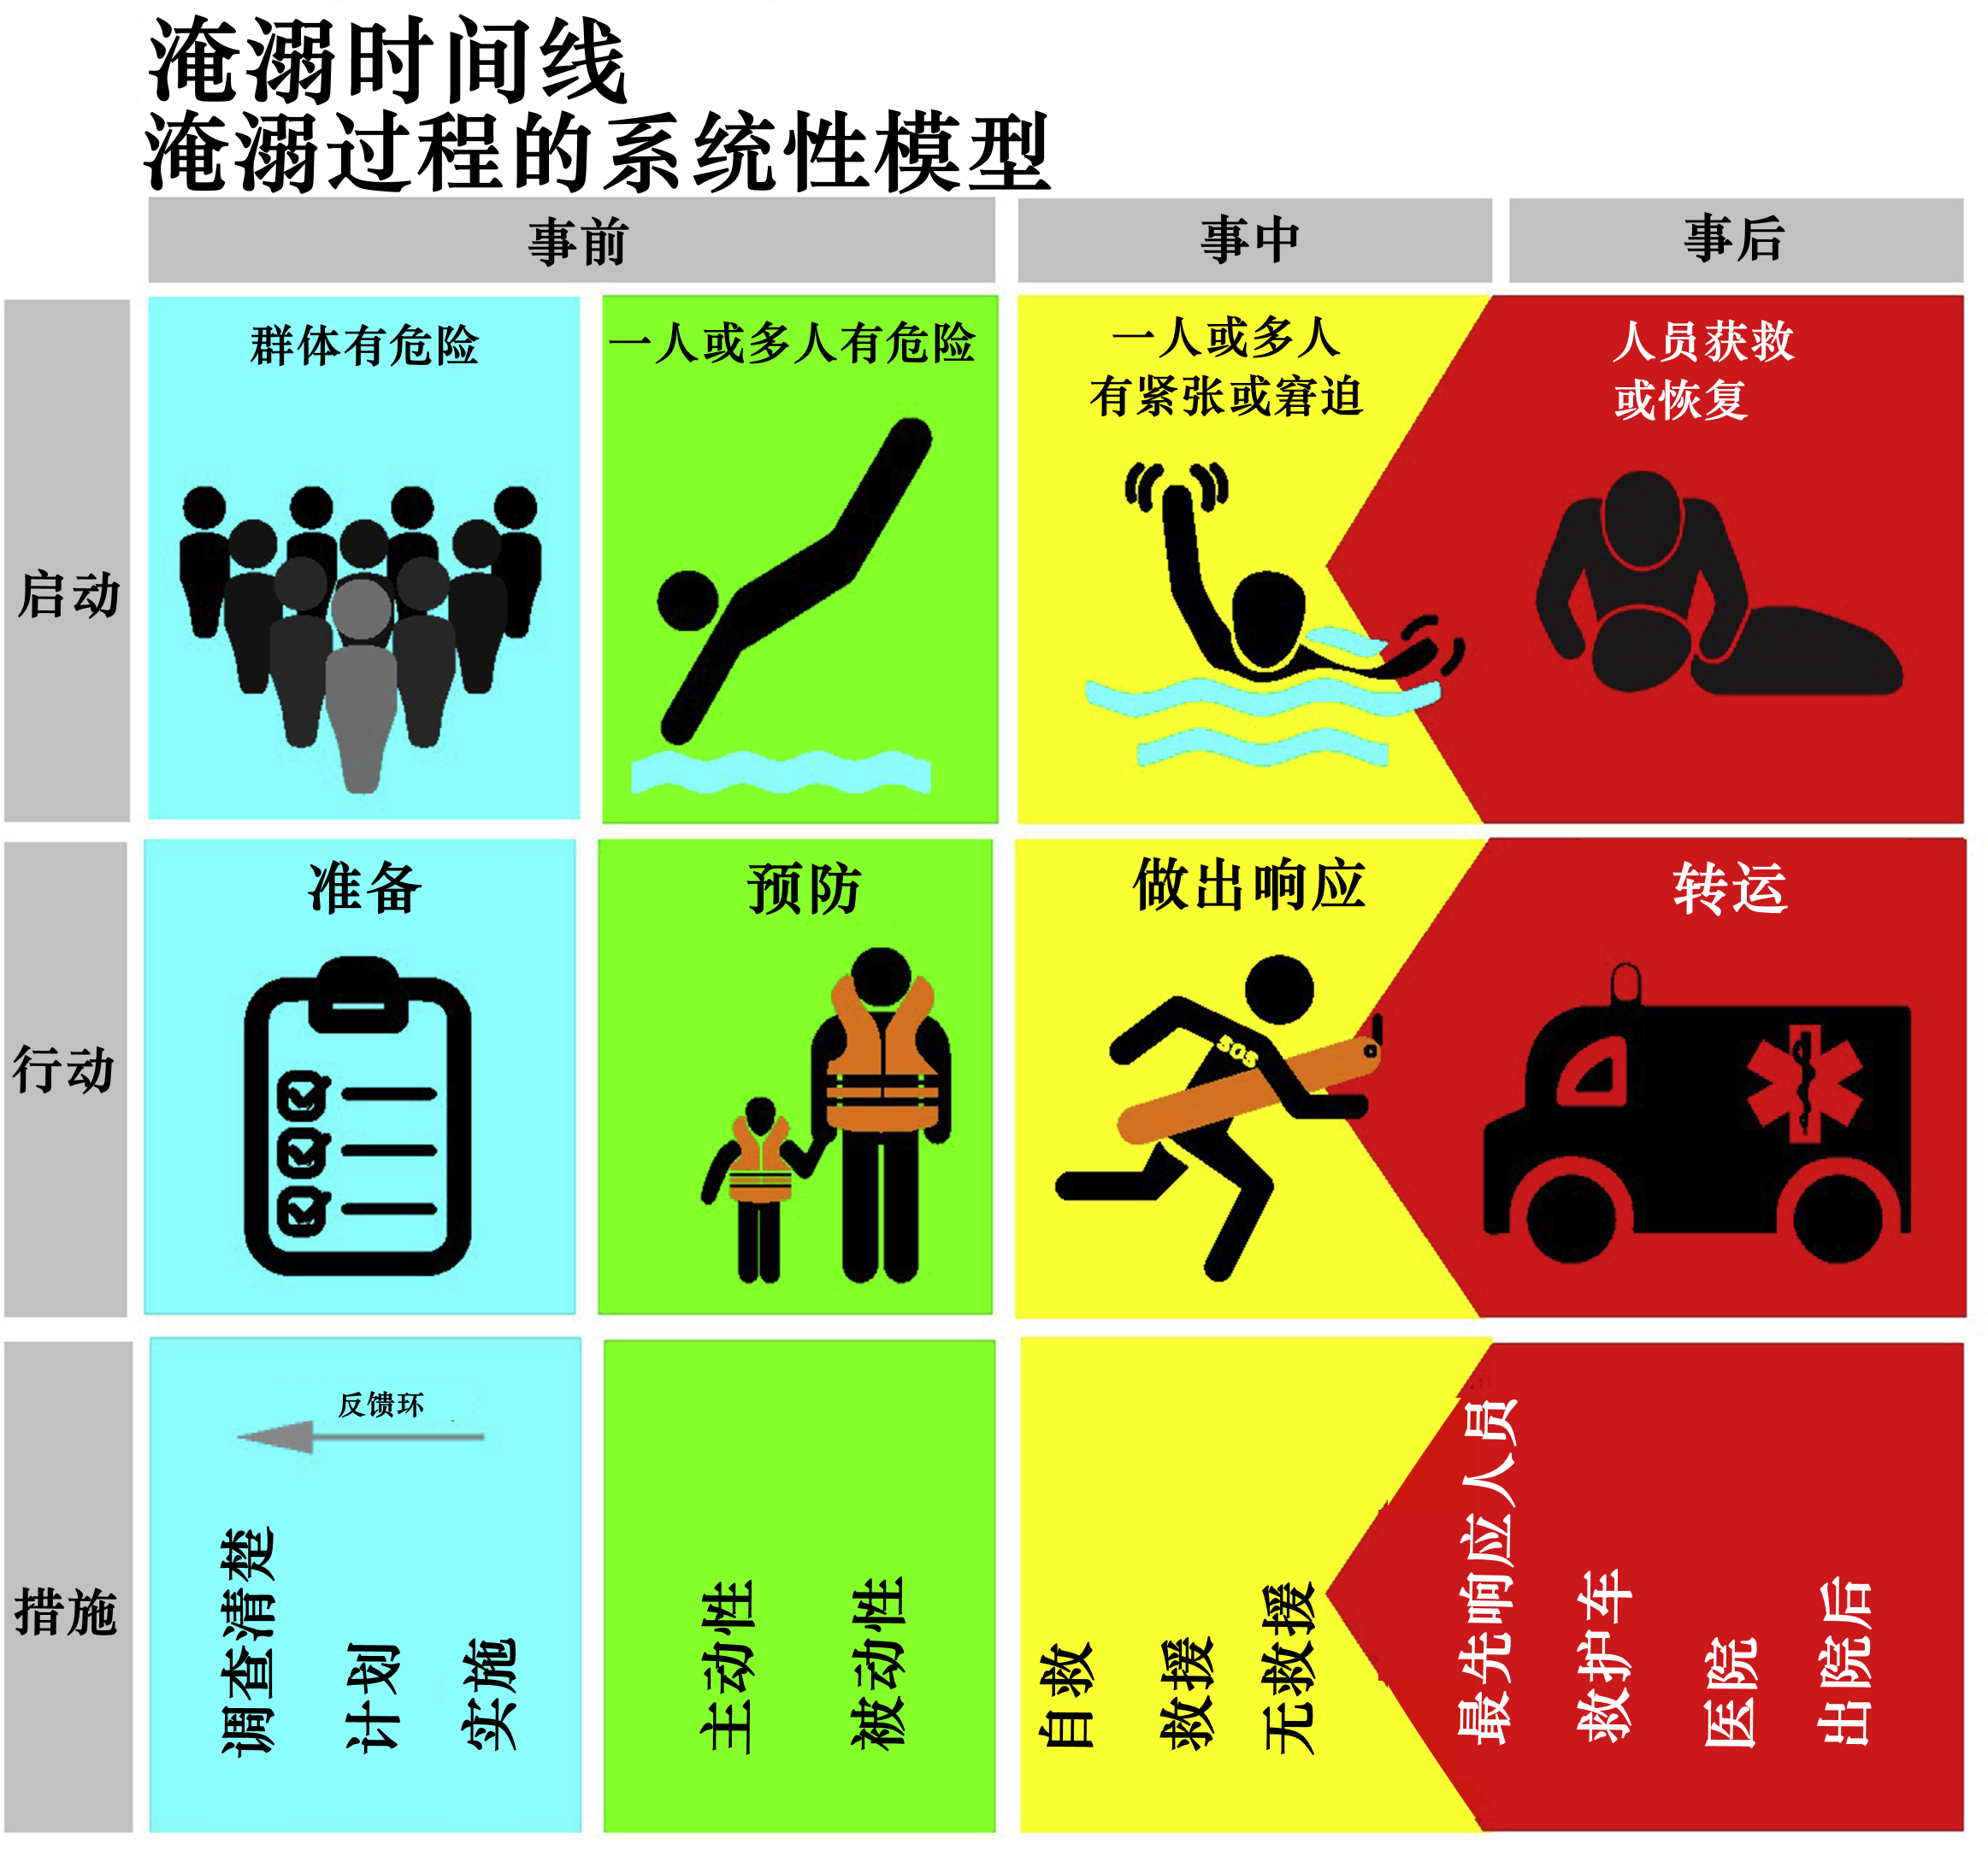 淹溺时间线
淹溺过程的系统性模型
事前
事中
事后
启动
群体有危险
一人或多人有危险
一人或多人
有紧张或窘迫
人员获救
或恢复
行动
准备
预防
做出响应
SOS
转运
措施
反馈环
调查清楚
计划
实施
主动性
被动性
自救
救援
无救援
最先响应人员
救护车
医院
出院后